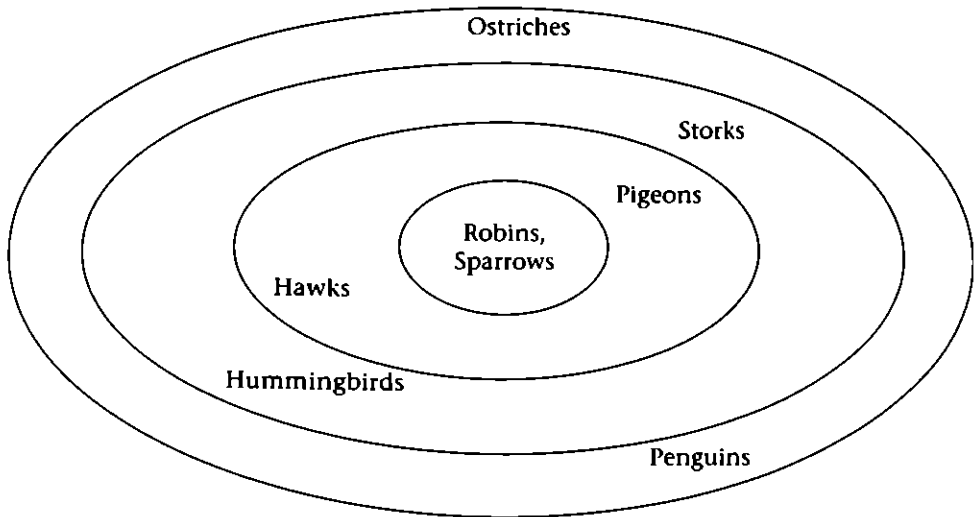 Ostriches
Storks
Pigeons
Robins,
Sparrows
Hawks
Hummingbirds
Penguins